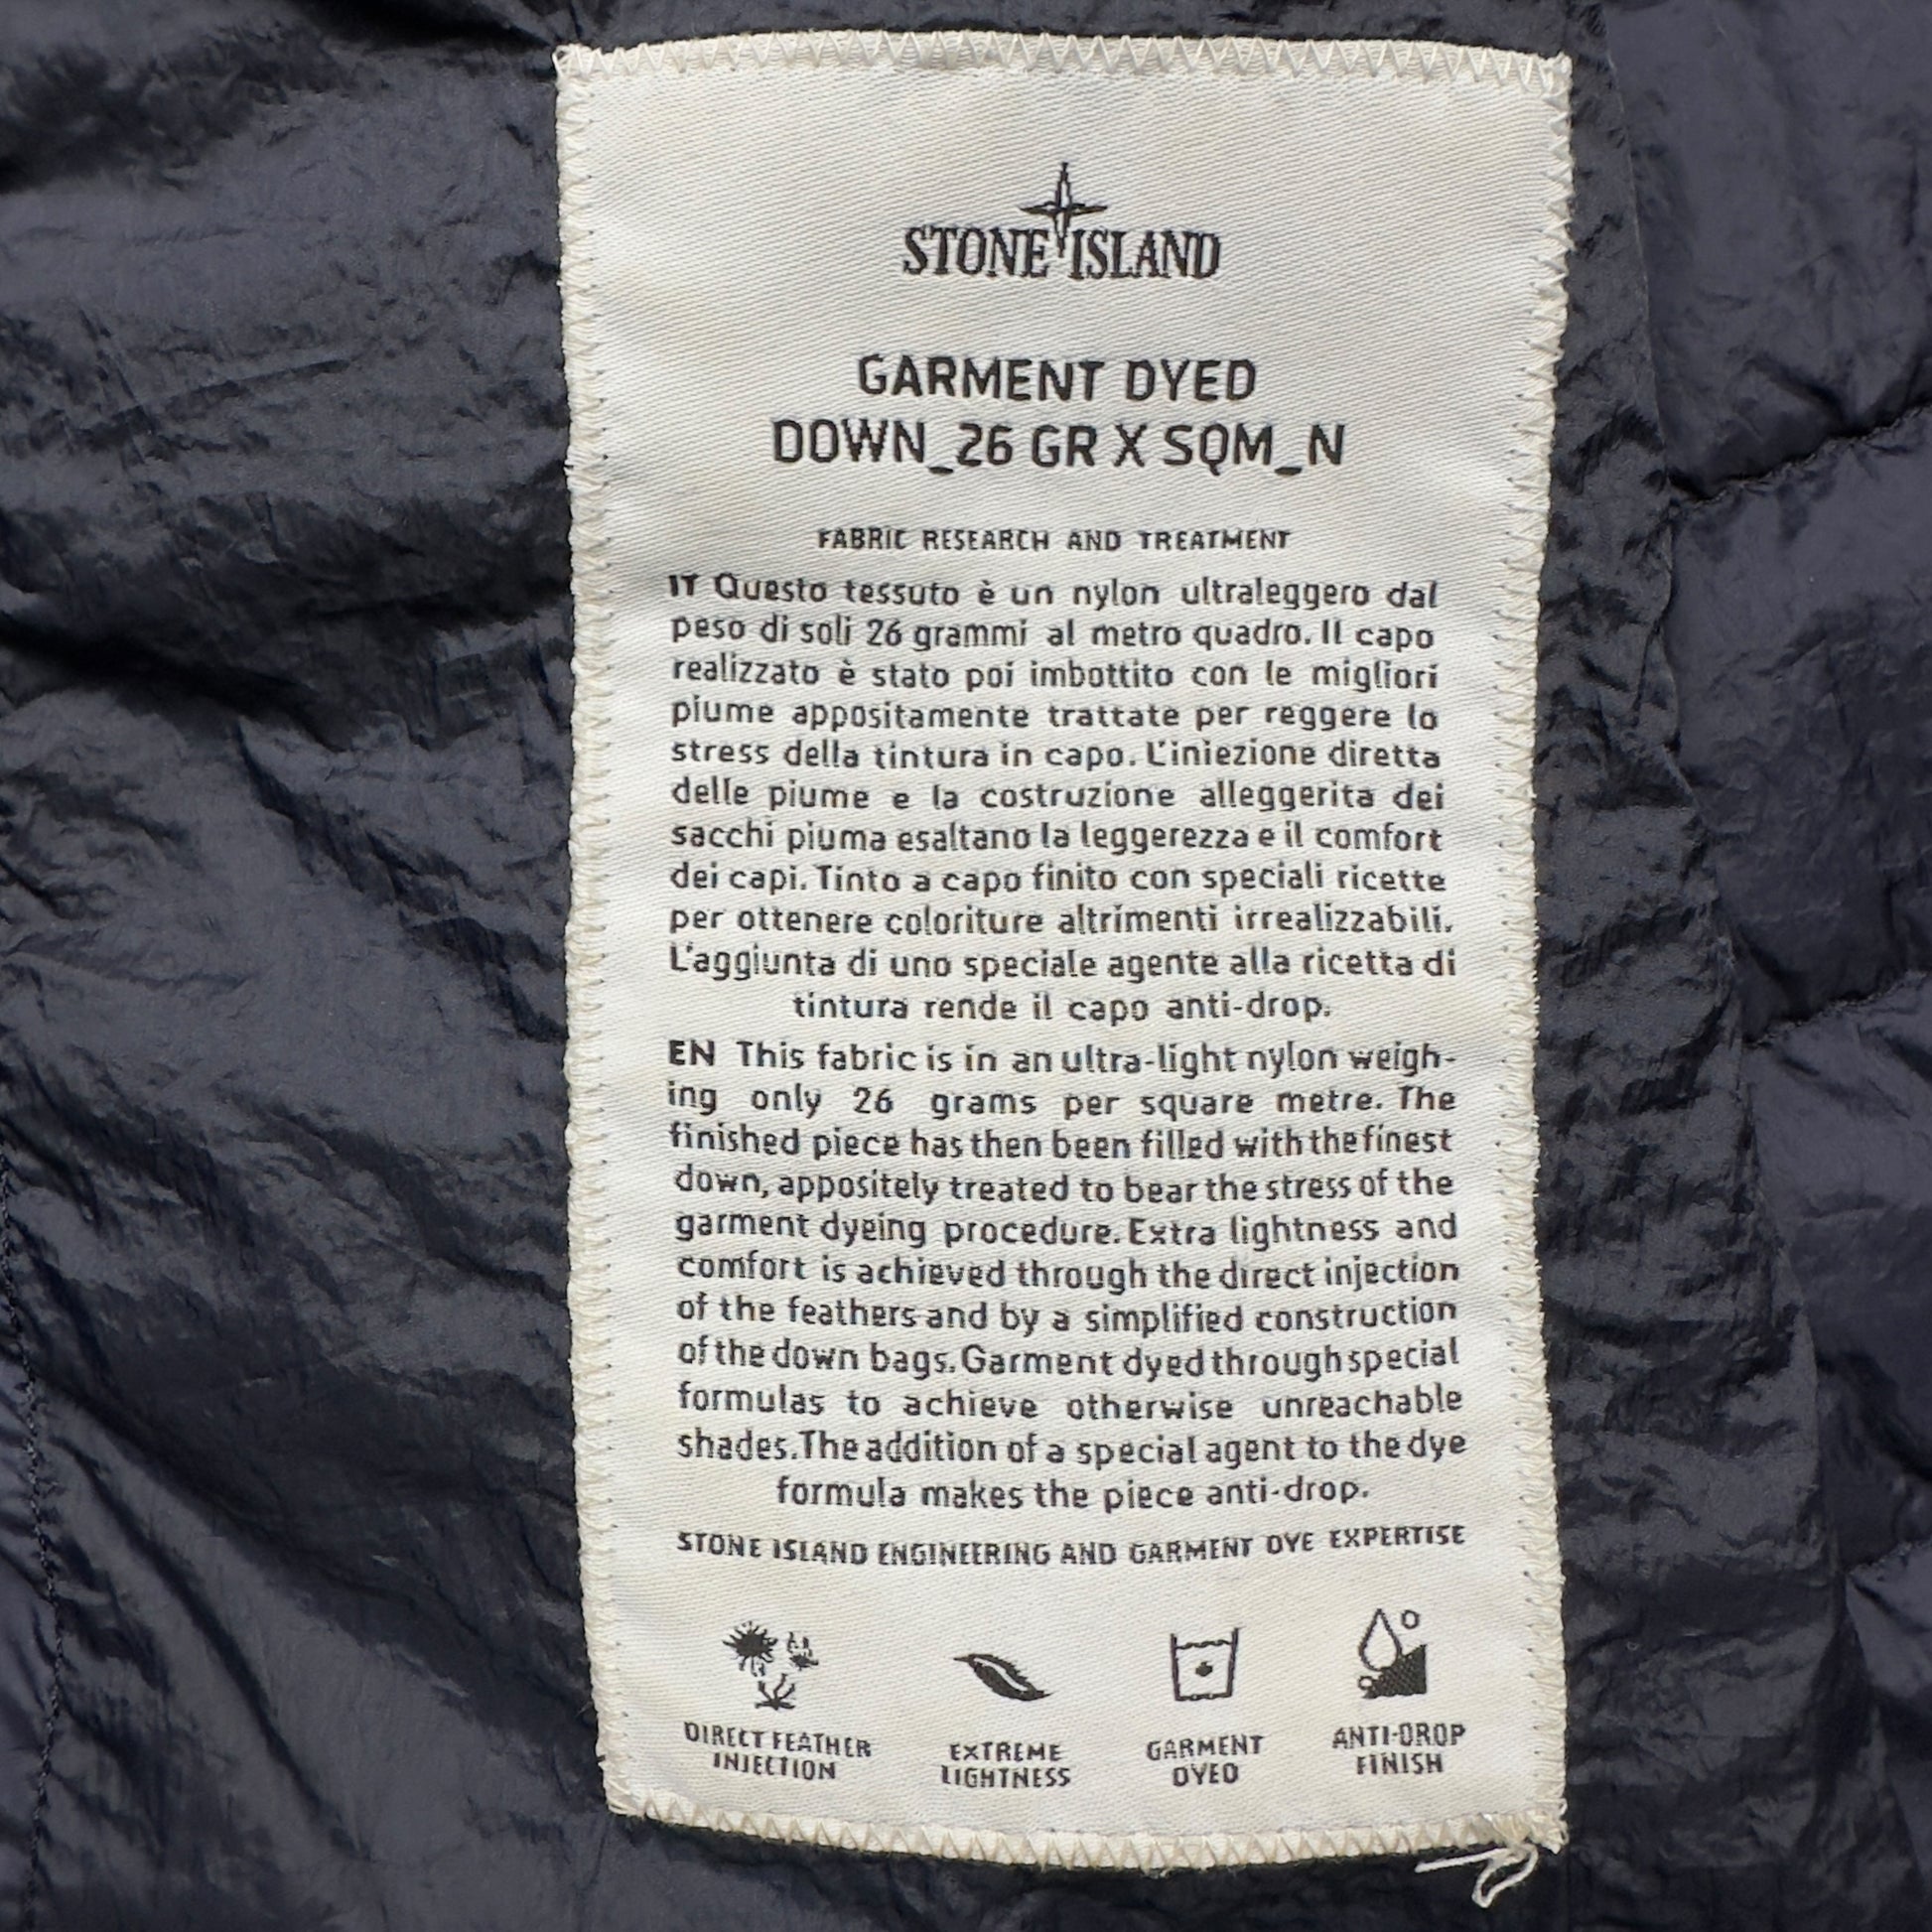 STONE ISLAND
GARMENT DYED
DOWN_26 GR X SQM_N
FABRIC RESEARCH AND TREATMENT
IT Questo tessuto è un nylon ultraleggero dal
peso di soli 26 grammi al metro quadro. Il capo
realizzato è stato poi imbottito con le migliori
piume appositamente trattate per reggere lo
stress della tintura in capo. L'iniezione diretta
delle piume e la costruzione alleggerita dei
sacchi piuma esaltano la leggerezza e il comfort
dei capi. Tinto a capo finito con speciali ricette
per ottenere coloriture altrimenti irrealizzabili.
L'aggiunta di uno speciale agente alla ricetta di
tintura rende il capo anti-drop.
EN This fabric is in an ultra-light nylon weigh-
ing only 26 grams per square metre. The
finished piece has then been filled with the finest
down, appositely treated to bear the stress of the
garment dyeing procedure. Extra lightness and
comfort is achieved through the direct injection
of the feathers and by a simplified construction
of the down bags. Garment dyed through special
formulas to achieve otherwise unreachable
shades. The addition of a special agent to the dye
formula makes the piece anti-drop.
STONE ISLAND ENGINEERING AND GARMENT DYE EXPERTISE
DIRECT FEATHER
INJECTION
EXTREME
LIGHTNESS
GARMENT
DYED
ANTI-DROP
FINISH